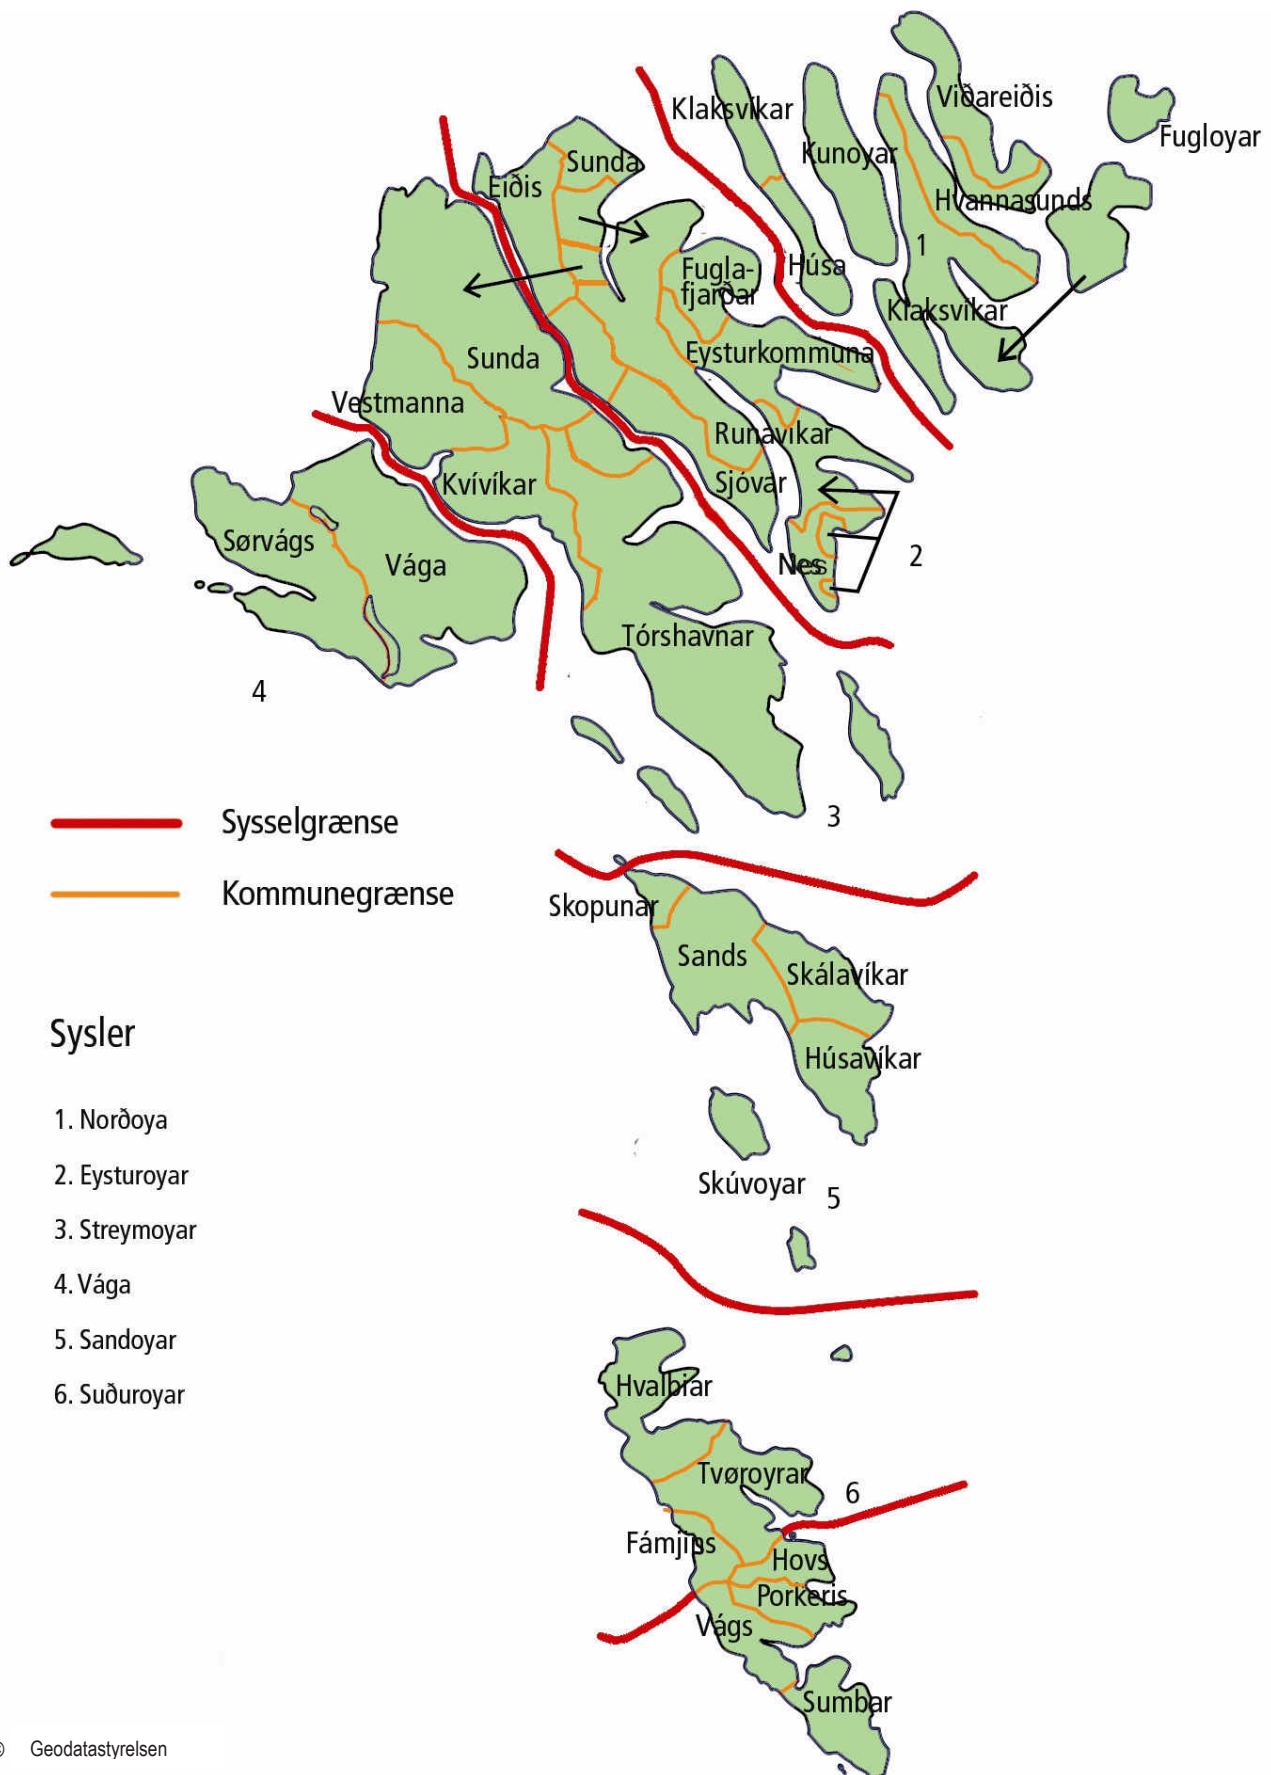 Viðareiðis
Klaksvíkar
Fugloyar
Kunoyar
Sunda
Eiðis
Hvannasunds
1
Fugla-
fjarðar
Húsa
Klaksvíkar
Eysturkommuna
Sunda
Vestmanna
Runavíkar
Kvívíkar
Sjóvar
Sørvágs
Vága
Nes
2
Tórshavnar
4
3
Sysselgrænse
Kommunegrænse
Skopunar
Sands
Skálavíkar
Húsavíkar
Sysler
1. Norðoya
2. Eysturoyar
3. Streymoyar
4. Vága
5. Sandoyar
6. Suðuroyar
Skúvoyar
5
Hvalbiar
Tvøroyrar
6
Fámjins
Hovs
Porkeris
Vágs
Sumbar
© Geodatastyrelsen